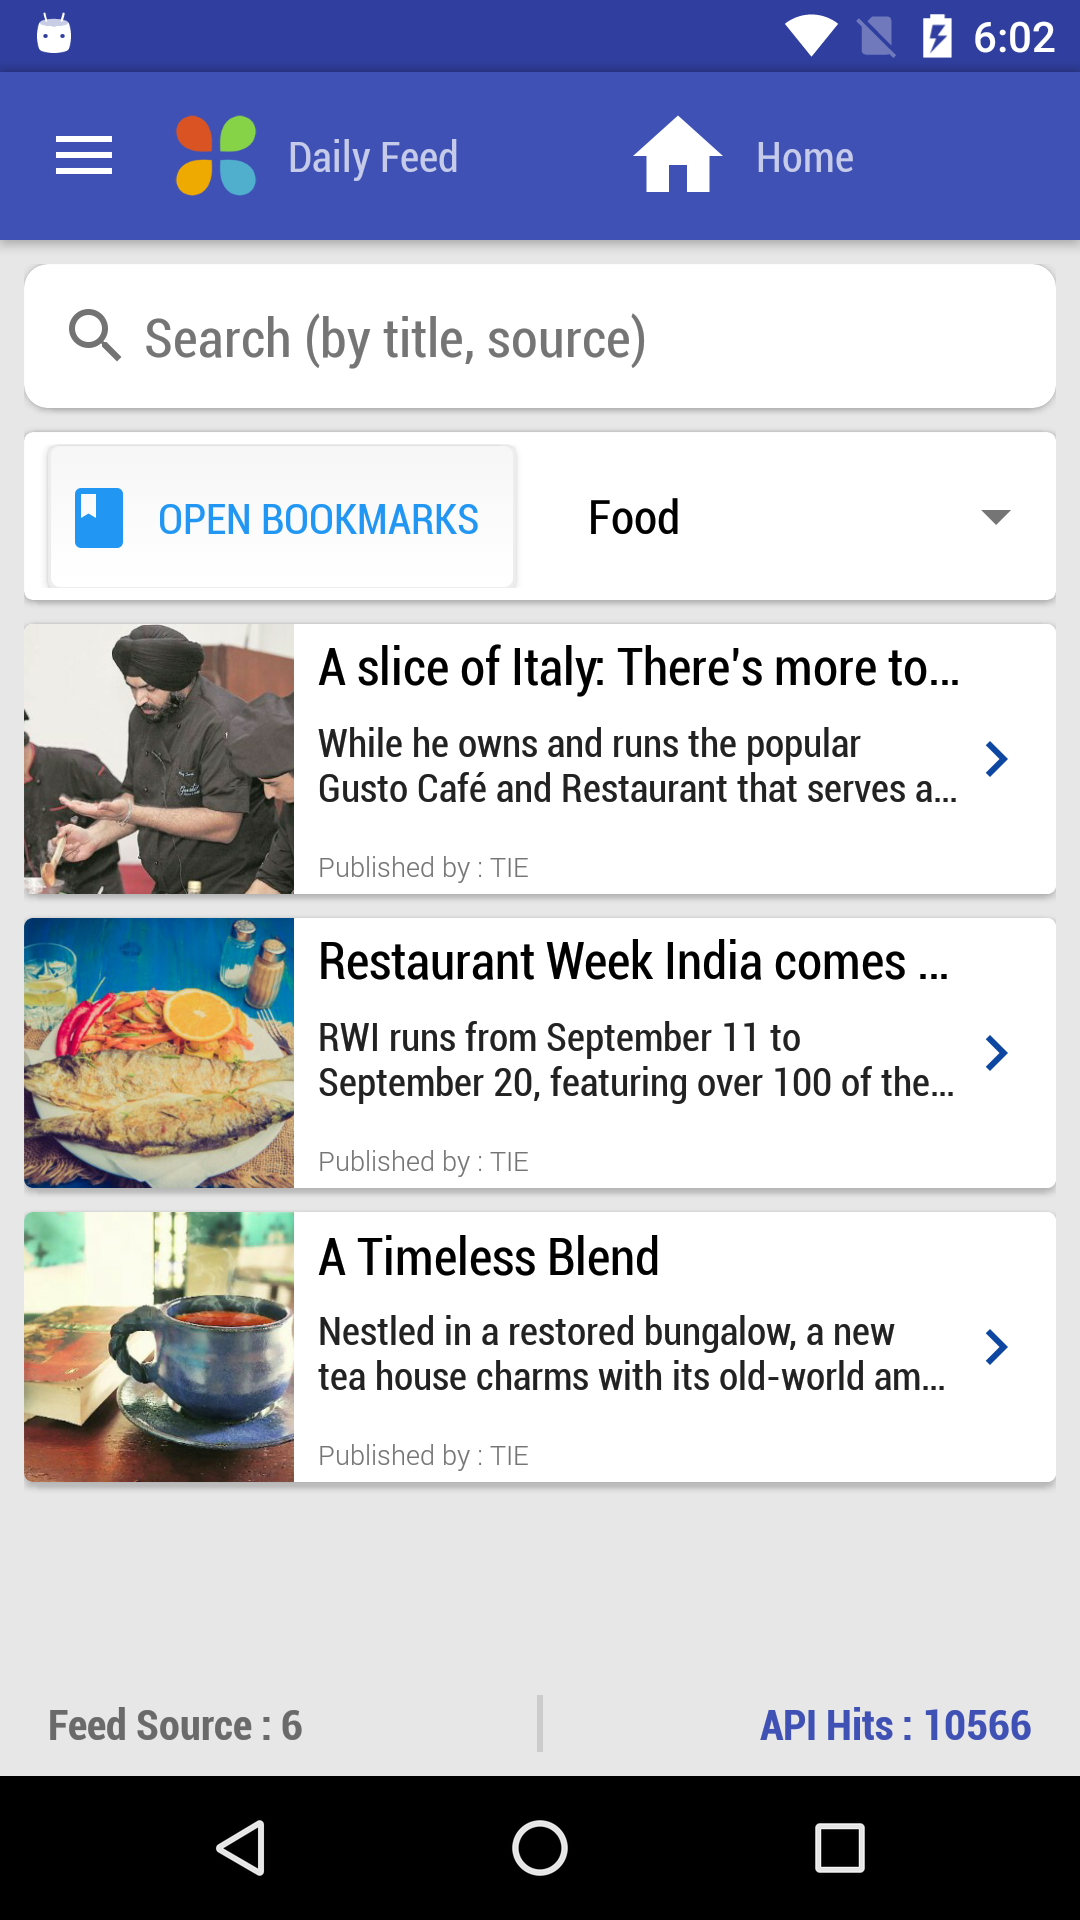 6:02
Daily Feed
Home
Search (by title, source)
OPEN BOOKMARKS
Food
A slice of Italy: There's more to...
While he owns and runs the popular
Gusto Café and Restaurant that serves a...
Published by : TIE
Restaurant Week India comes ...
RWI runs from September 11 to
September 20, featuring over 100 of the...
Published by : TIE
A Timeless Blend
Nestled in a restored bungalow, a new
tea house charms with its old-world am...
Published by : TIE
Feed Source : 6
API Hits : 10566